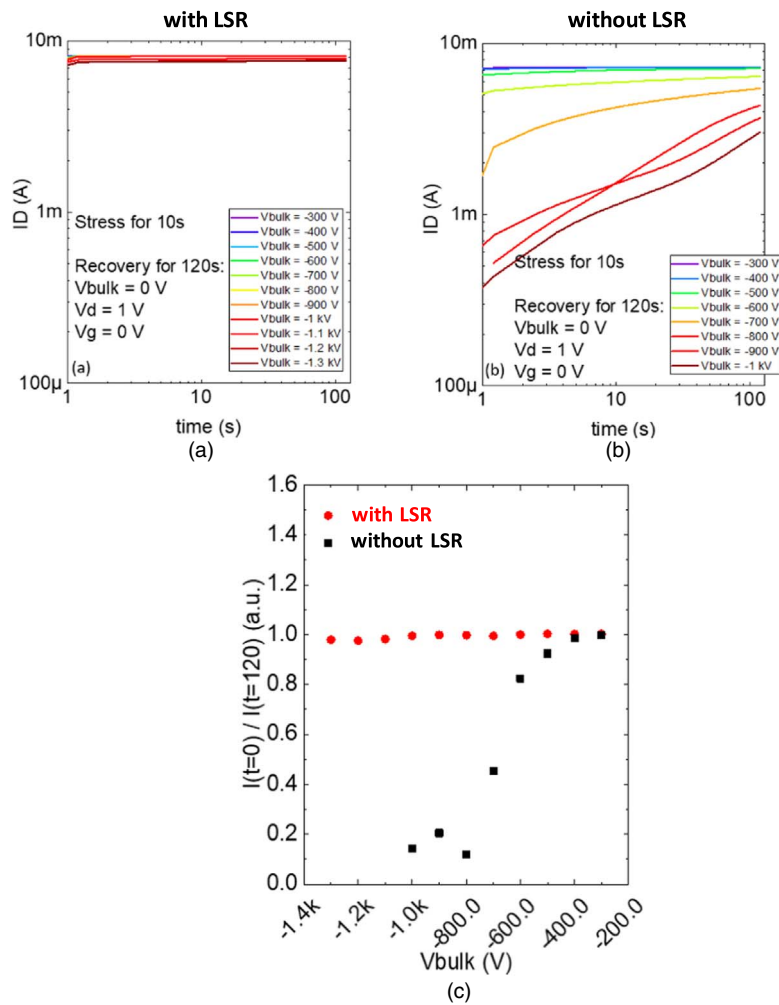 with LSR
without LSR
10m
1m
100µ
ID (A)
Stress for 10s
Recovery for 120s:
Vbulk = 0 V
Vd = 1 V
Vg = 0 V
Vbulk = -300 V
Vbulk = -400 V
Vbulk = -500 V
Vbulk = -600 V
Vbulk = -700 V
Vbulk = -800 V
Vbulk = -900 V
Vbulk = -1 kV
Vbulk = -1.1 kV
Vbulk = -1.2 kV
Vbulk = -1.3 kV
(a)
1 10 100
time (s)
(a)
10m
1m
100µ
ID (A)
Stress for 10s
Recovery for 120s:
Vbulk = 0 V
Vd = 1 V
Vg = 0 V
Vbulk = -300 V
Vbulk = -400 V
Vbulk = -500 V
Vbulk = -600 V
Vbulk = -700 V
Vbulk = -800 V
Vbulk = -900 V
Vbulk = -1 kV
(b)
1 10 100
time (s)
(b)
1.6
1.4
1.2
1.0
0.8
0.6
0.4
0.2
0.0
I(t=0) / I(t=120) (a.u.)
with LSR
without LSR
-1.4k -1.2k -1.0k -800.0 -600.0 -400.0 -200.0
Vbulk (V)
(c)